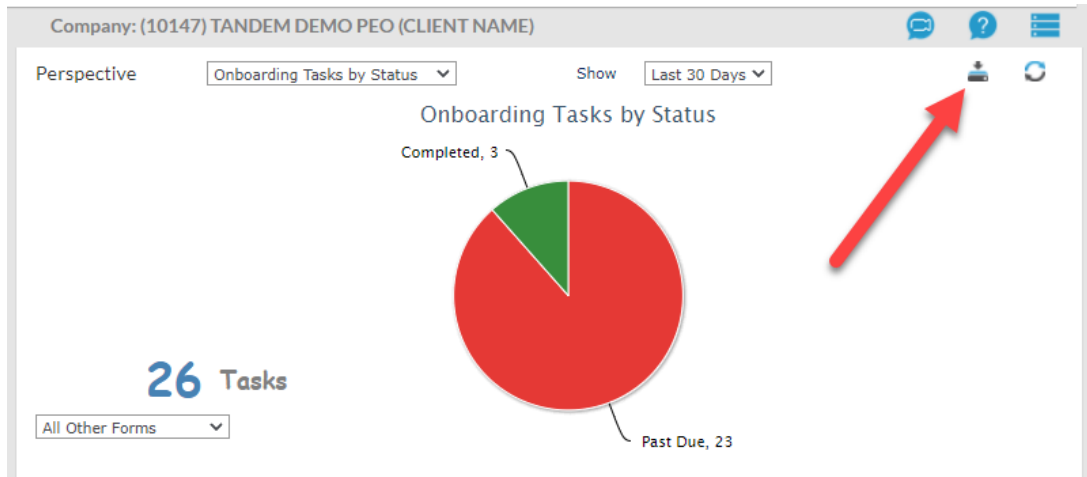 Company: (10147) TANDEM DEMO PEO (CLIENT NAME)
Perspective Onboarding Tasks by Status Show Last 30 Days
Onboarding Tasks by Status
Completed, 3
26 Tasks
All Other Forms
Past Due, 23